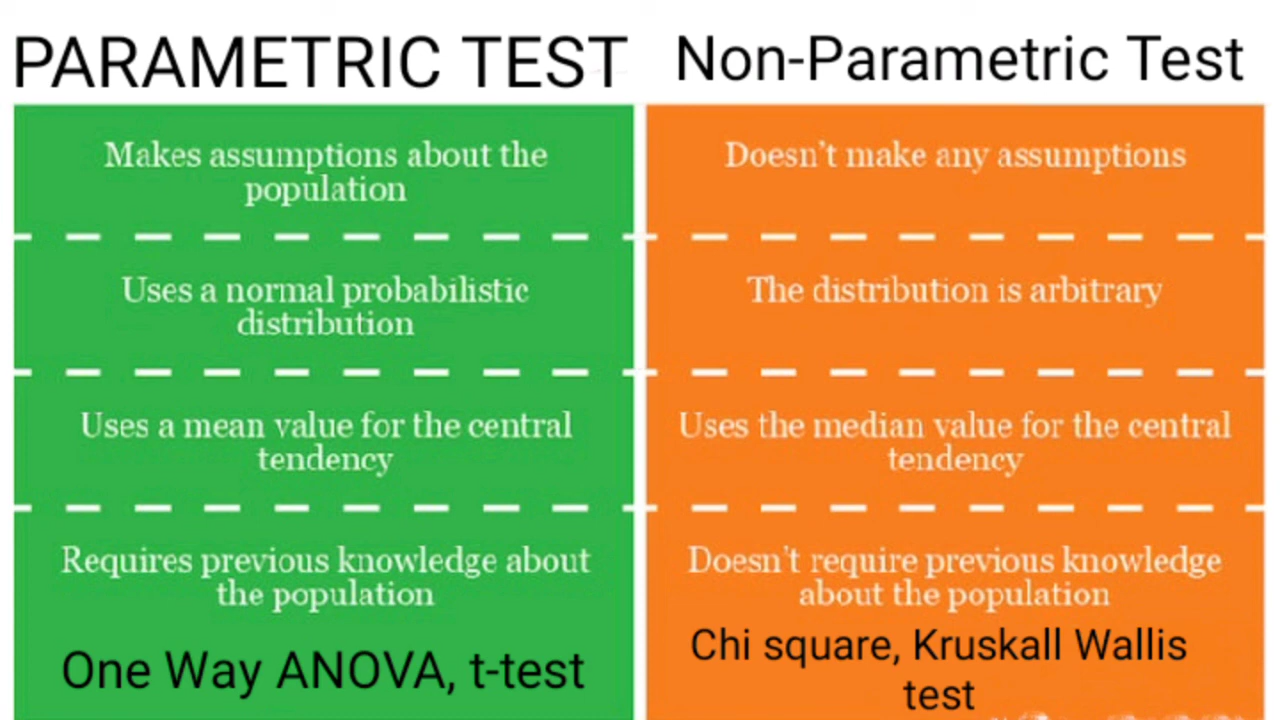 PARAMETRIC TEST
Non-Parametric Test
Makes assumptions about the
population
Doesn't make any assumptions
Uses a normal probabilistic
distribution
The distribution is arbitrary
Uses a mean value for the central
tendency
Uses the median value for the central
tendency
Requires previous knowledge about
the population
Doesn't require previous knowledge
about the population
One Way ANOVA, t-test
Chi square, Kruskall Wallis
test